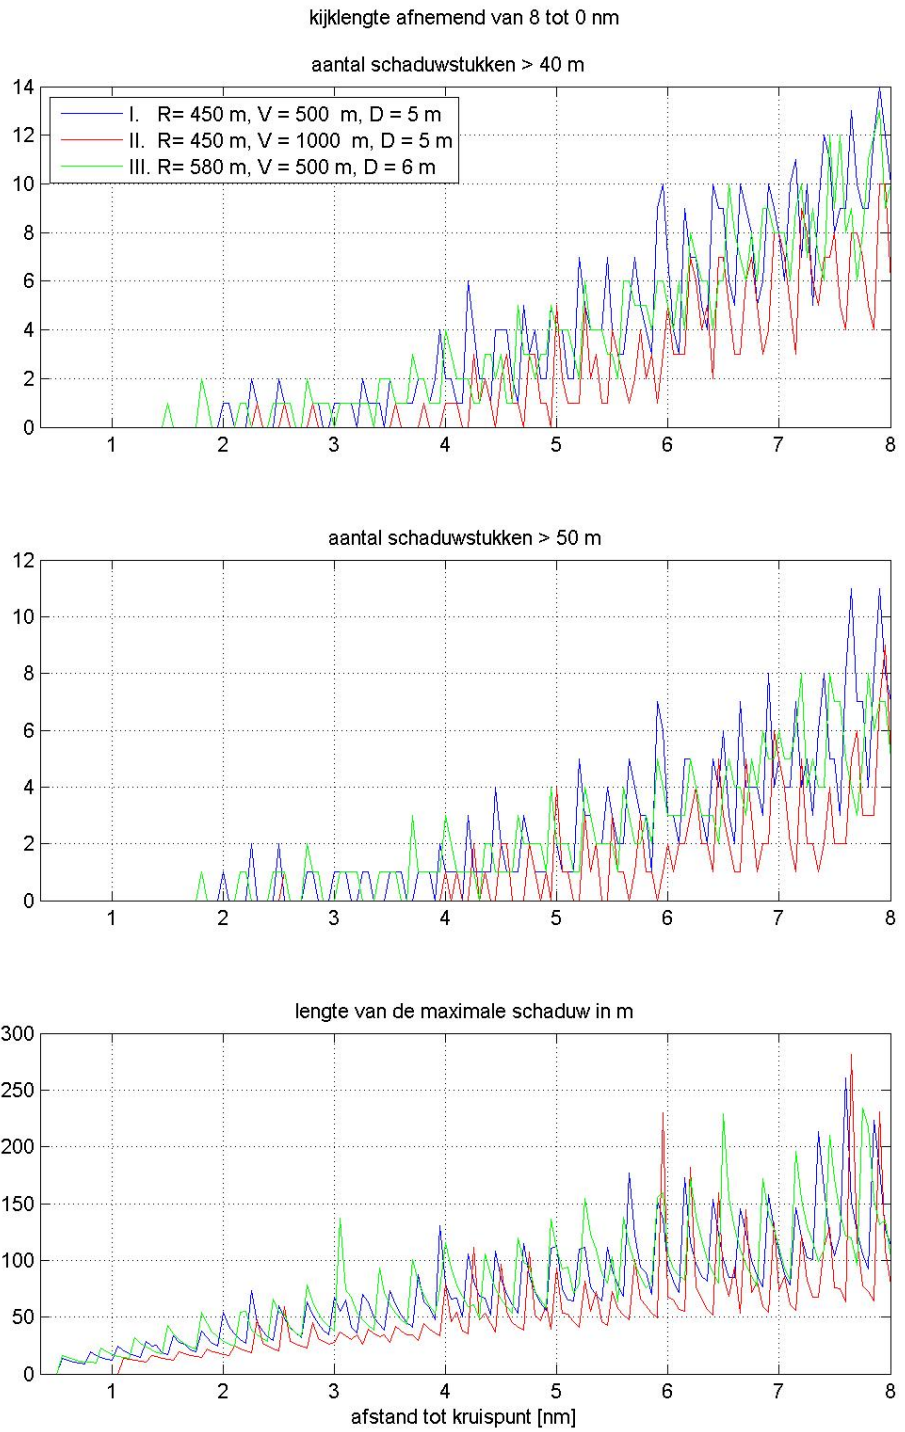 kijklengte afnemend van 8 tot 0 nm
aantal schaduwstukken > 40 m
14
12
10
8
6
4
2
0
I. R= 450 m, V = 500 m, D = 5 m
II. R= 450 m, V = 1000 m, D = 5 m
III. R= 580 m, V = 500 m, D = 6 m
1 2 3 4 5 6 7 8
aantal schaduwstukken > 50 m
12
10
8
6
4
2
0
1 2 3 4 5 6 7 8
lengte van de maximale schaduw in m
300
250
200
150
100
50
0
1 2 3 4 5 6 7 8
afstand tot kruispunt [nm]